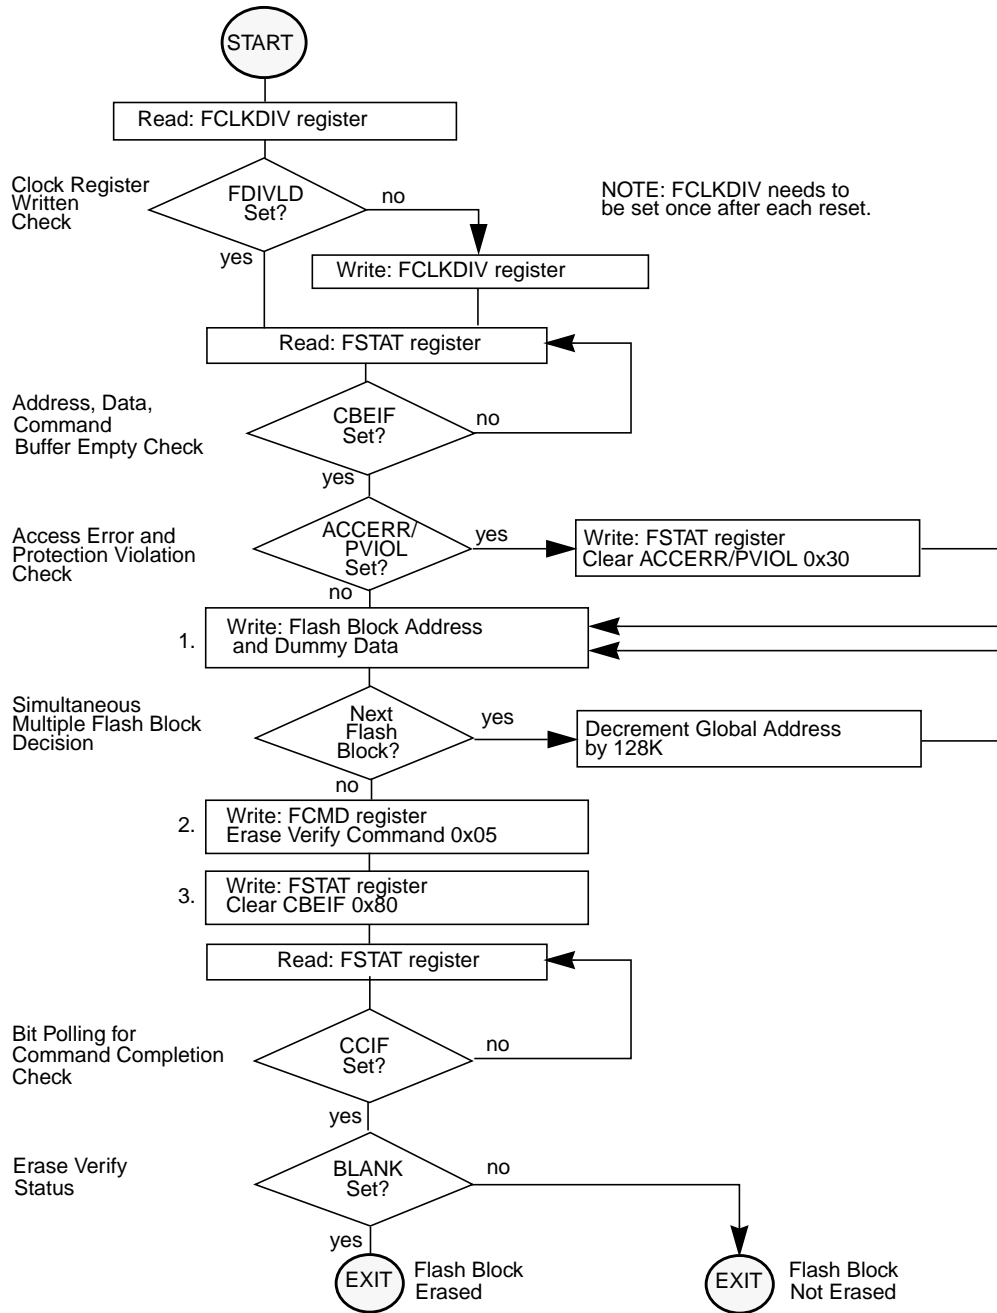 START
Read: FCLKDIV register
Clock Register
Written
Check
FDIVLD
Set?
no
yes
NOTE: FCLKDIV needs to
be set once after each reset.
Write: FCLKDIV register
Read: FSTAT register
Address, Data,
Command
Buffer Empty Check
CBEIF
Set?
no
yes
Access Error and
Protection Violation
Check
ACCERR/
PVIOL
Set?
yes
no
Write: FSTAT register
Clear ACCERR/PVIOL 0x30
1.
Write: Flash Block Address
and Dummy Data
Simultaneous
Multiple Flash Block
Decision
Next
Flash
Block?
yes
no
Decrement Global Address
by 128K
2.
Write: FCMD register
Erase Verify Command 0x05
3.
Write: FSTAT register
Clear CBEIF 0x80
Read: FSTAT register
Bit Polling for
Command Completion
Check
CCIF
Set?
no
yes
Erase Verify
Status
BLANK
Set?
no
yes
EXIT
Flash Block
Erased
EXIT
Flash Block
Not Erased